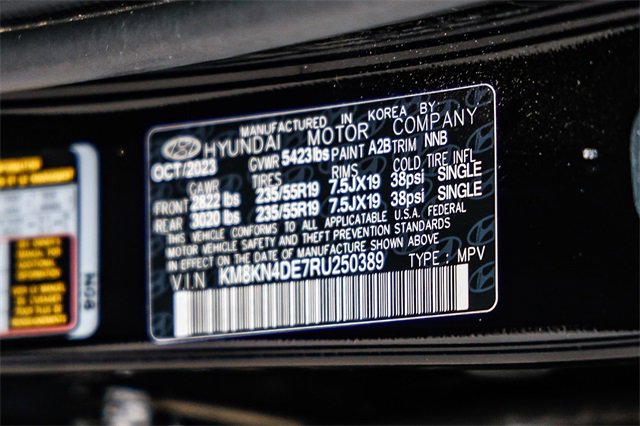 MANUFACTURED IN KOREA BY
HYUNDAI MOTOR COMPANY
OCT/2023 GVWR 5423lbs PAINT A2B TRIM NNB
GAWR TIRES RIMS COLD TIRE INFL
FRONT 2822 lbs 235/55R19 7.5JX19 38psi SINGLE
REAR 3020 lbs 235/55R19 7.5JX19 38psi SINGLE
THIS VEHICLE CONFORMS TO ALL APPLICATABLE U.S.A. FEDERAL
MOTOR VEHICLE SAFETY AND THEFT PREVENTION STANDARDS
IN EFFECT ON THE DATE OF MANUFACTURE SHOWN ABOVE.
V.I.N KM8KN4DE7RU250389 TYPE : MPV